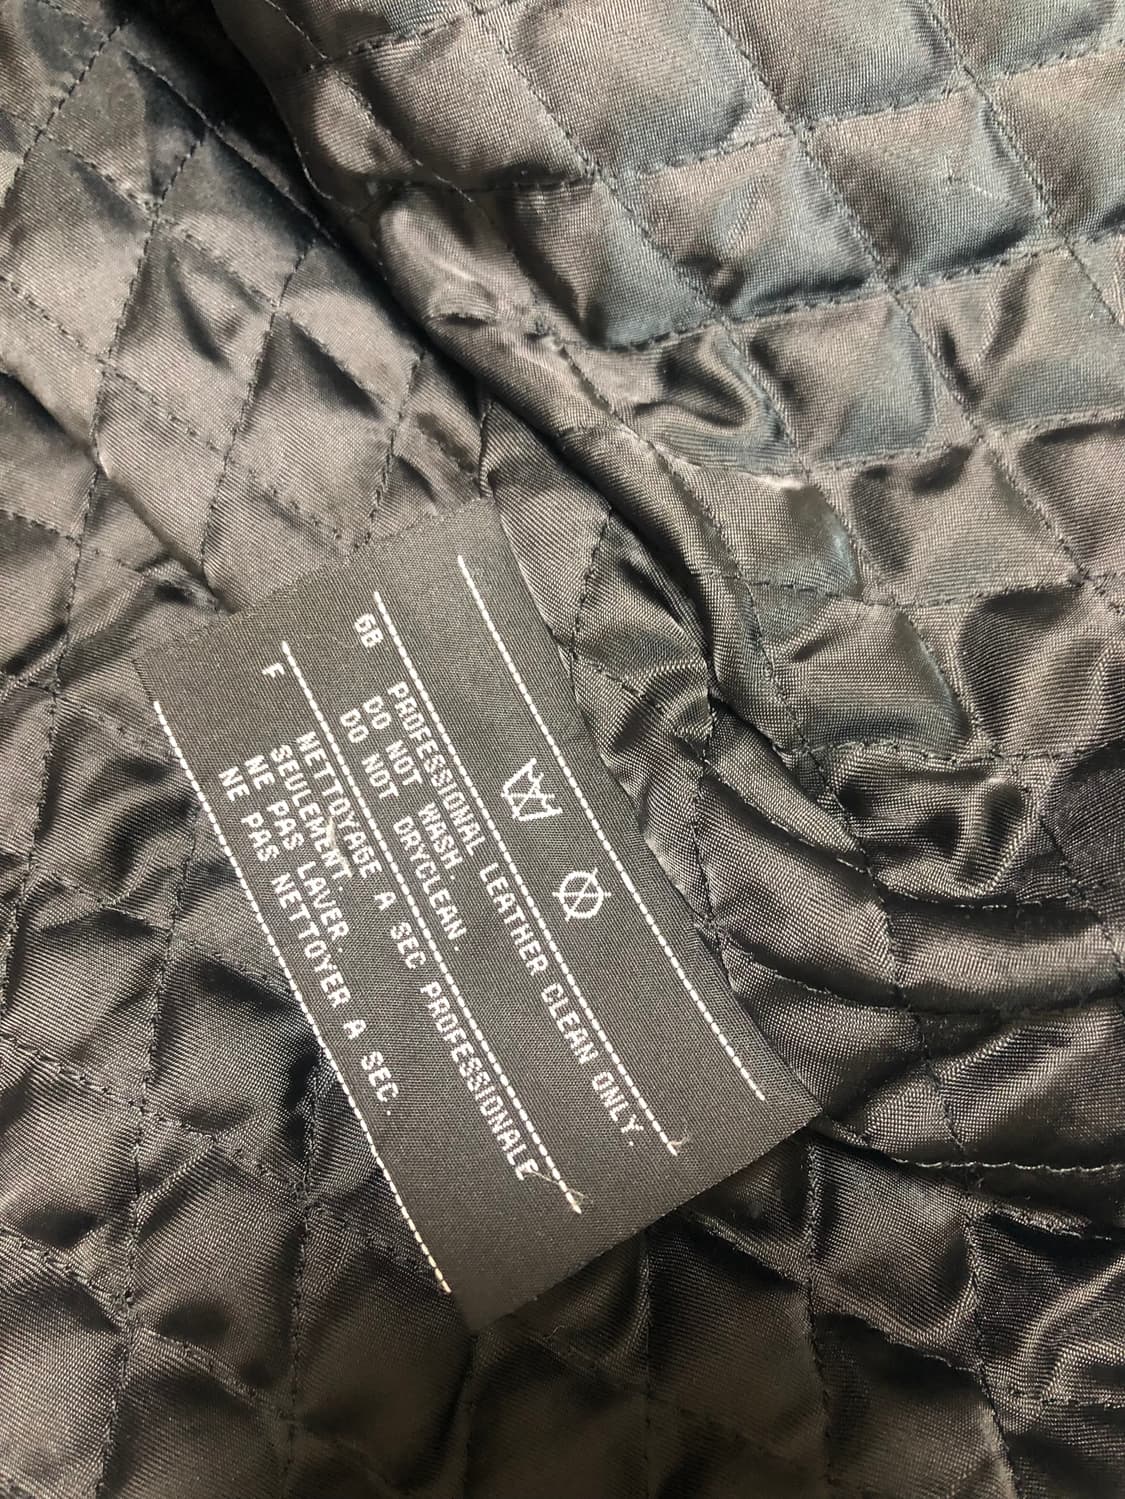 GB
PROFESSIONAL LEATHER CLEAN ONLY.
DO NOT WASH.
DO NOT DRYCLEAN.
F
NETTOYAGE A SEC PROFESSIONALE
SEULEMENT.
NE PAS LAVER.
NE PAS NETTOYER A SEC.